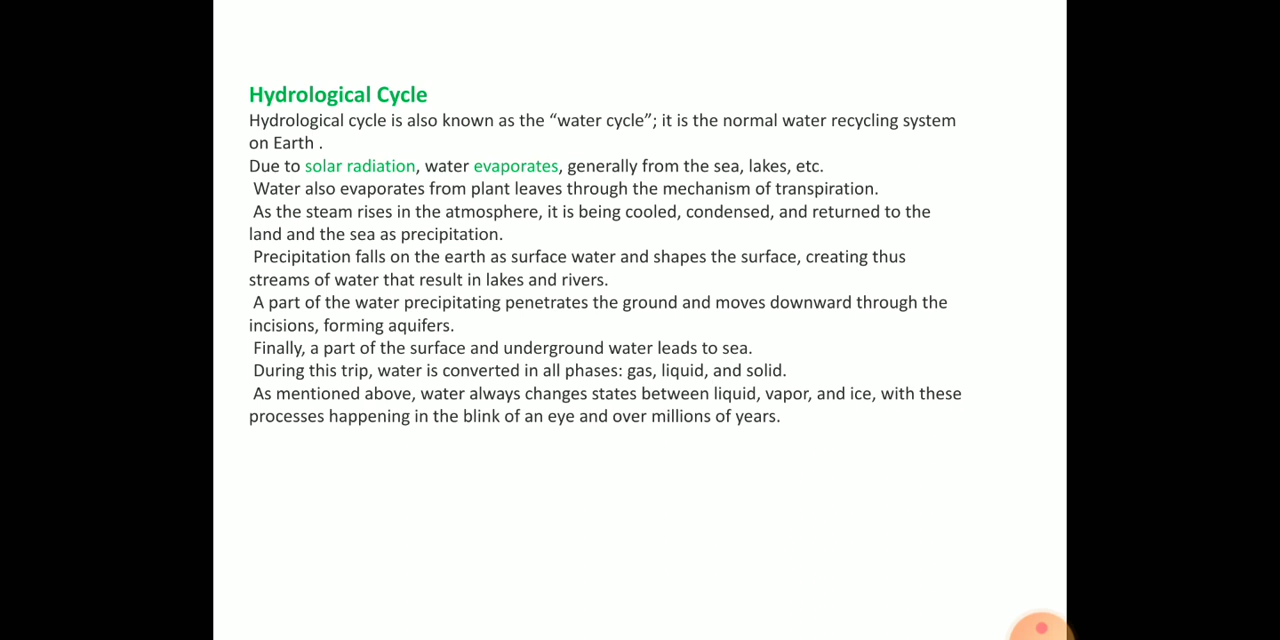 Hydrological Cycle
Hydrological cycle is also known as the “water cycle”; it is the normal water recycling system
on Earth .
Due to solar radiation, water evaporates, generally from the sea, lakes, etc.
Water also evaporates from plant leaves through the mechanism of transpiration.
As the steam rises in the atmosphere, it is being cooled, condensed, and returned to the
land and the sea as precipitation.
Precipitation falls on the earth as surface water and shapes the surface, creating thus
streams of water that result in lakes and rivers.
A part of the water precipitating penetrates the ground and moves downward through the
incisions, forming aquifers.
Finally, a part of the surface and underground water leads to sea.
During this trip, water is converted in all phases: gas, liquid, and solid.
As mentioned above, water always changes states between liquid, vapor, and ice, with these
processes happening in the blink of an eye and over millions of years.